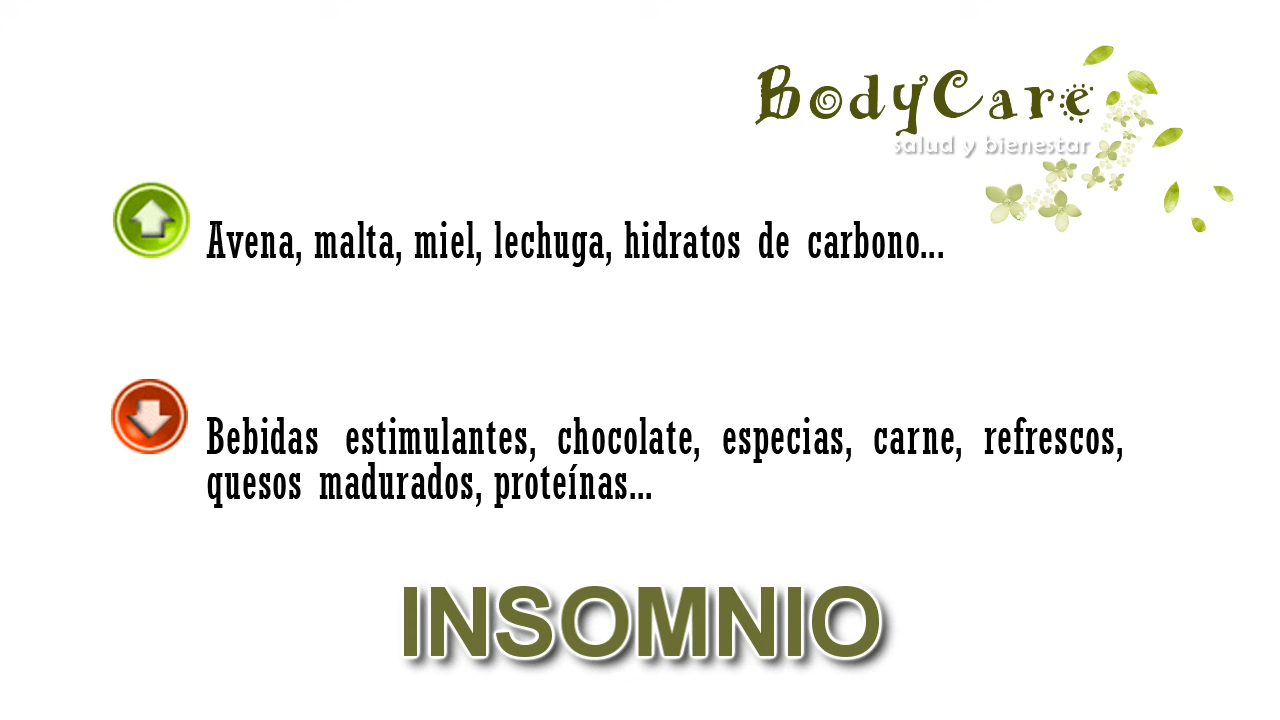 BodyCare
salud y bienestar
Avena, malta, miel, lechuga, hidratos de carbono...
Bebidas estimulantes, chocolate, especias, carne, refrescos,
quesos madurados, proteínas...
INSOMNIO